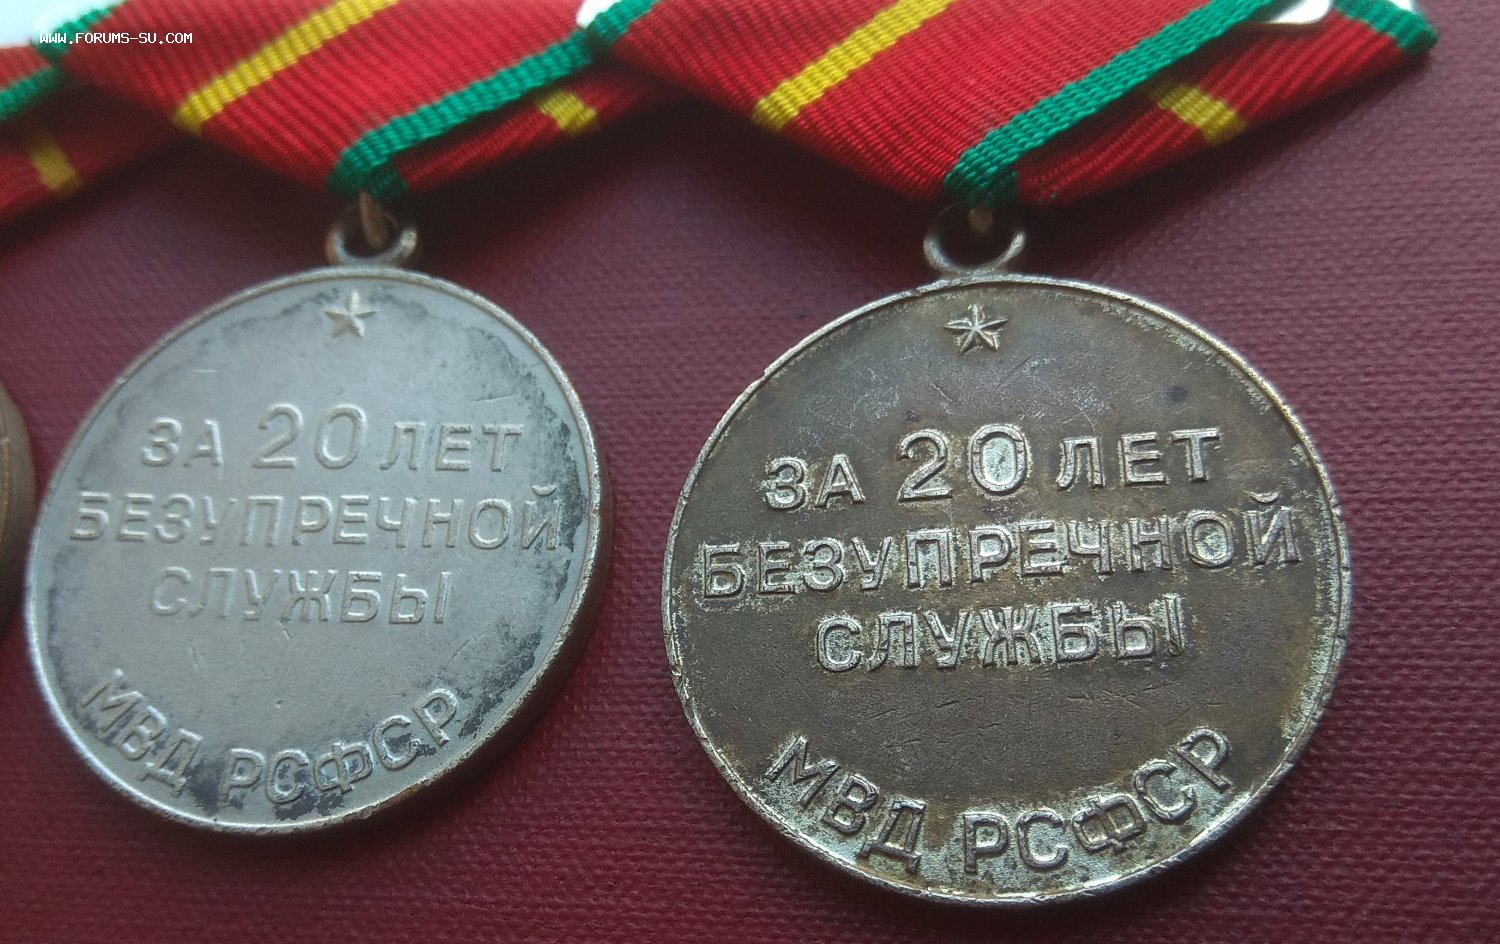 WWW.FORUMS-SU.COM
ЗА 20 ЛЕТ
БЕЗУПРЕЧНОЙ
СЛУЖБЫ
МВД РСФСР
ЗА 20 ЛЕТ
БЕЗУПРЕЧНОЙ
СЛУЖБЫ
МВД РСФСР